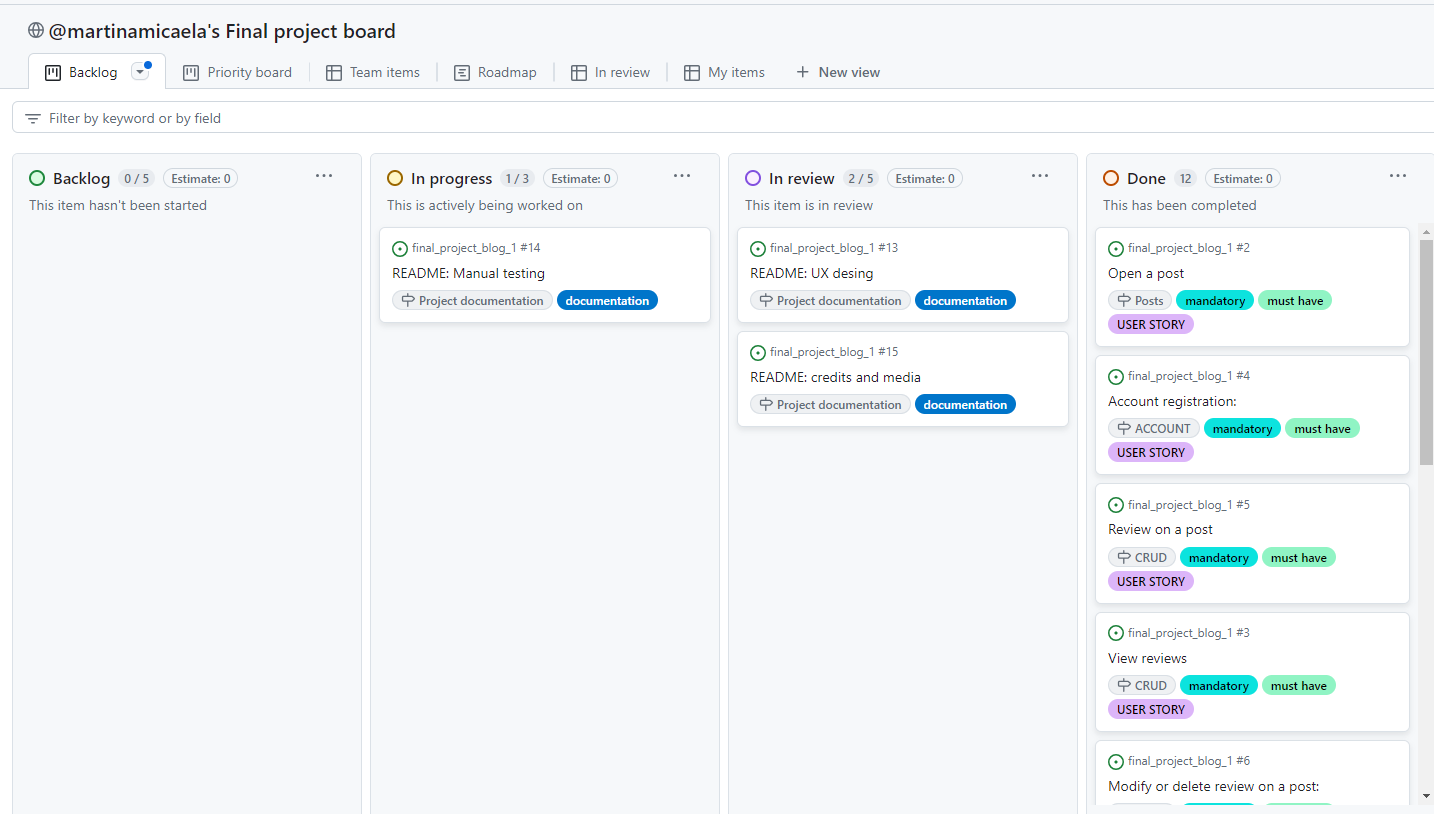 @martinamicaela's Final project board
Backlog
Priority board
Team items
Roadmap
In review
My items
New view
Filter by keyword or by field
Backlog 0 / 5 Estimate: 0
This item hasn't been started
In progress 1 / 3 Estimate: 0
This is actively being worked on
final_project_blog_1 #14
README: Manual testing
Project documentation documentation
In review 2 / 5 Estimate: 0
This item is in review
final_project_blog_1 #13
README: UX desing
Project documentation documentation
final_project_blog_1 #15
README: credits and media
Project documentation documentation
Done 12 Estimate: 0
This has been completed
final_project_blog_1 #2
Open a post
Posts mandatory must have
USER STORY
final_project_blog_1 #4
Account registration:
ACCOUNT mandatory must have
USER STORY
final_project_blog_1 #5
Review on a post
CRUD mandatory must have
USER STORY
final_project_blog_1 #3
View reviews
CRUD mandatory must have
USER STORY
final_project_blog_1 #6
Modify or delete review on a post: